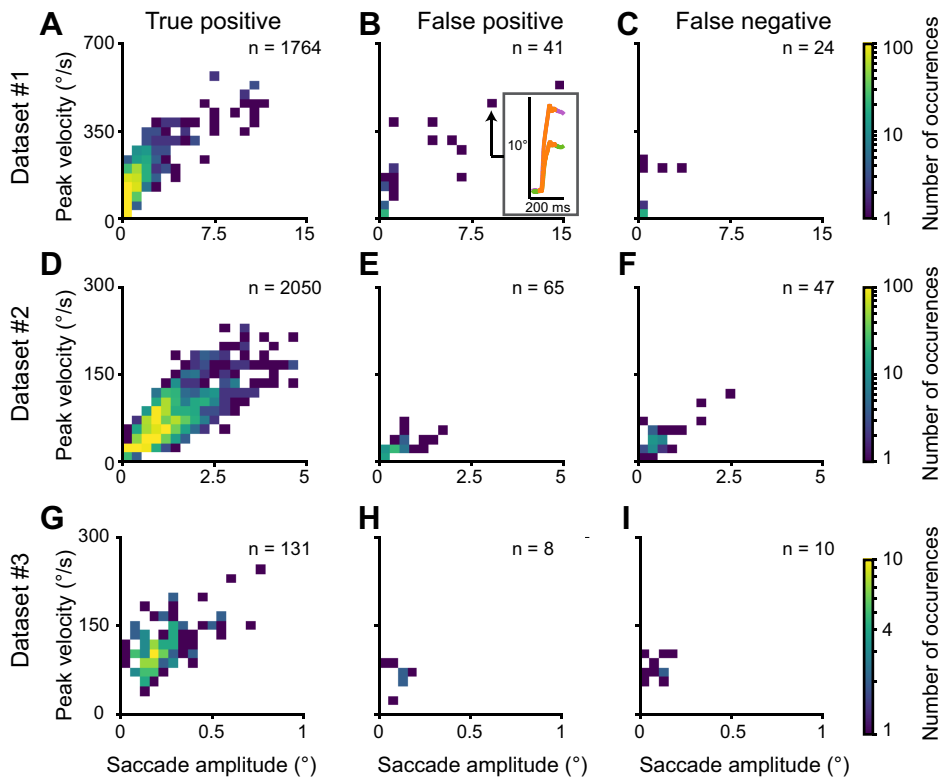 A True positive B False positive C False negative
Dataset #1
Peak velocity (°/s)
700
350
0
n = 1764
n = 41
n = 24
10°
200 ms
0 7.5 15
0 7.5 15
0 7.5 15
100
10
1
Number of occurences
D E F
Dataset #2
Peak velocity (°/s)
300
150
0
n = 2050
n = 65
n = 47
0 2.5 5
0 2.5 5
0 2.5 5
100
10
1
Number of occurences
G H I
Dataset #3
Peak velocity (°/s)
300
150
0
n = 131
n = 8
n = 10
0 0.5 1
0 0.5 1
0 0.5 1
10
4
1
Number of occurences
Saccade amplitude (°) Saccade amplitude (°) Saccade amplitude (°)